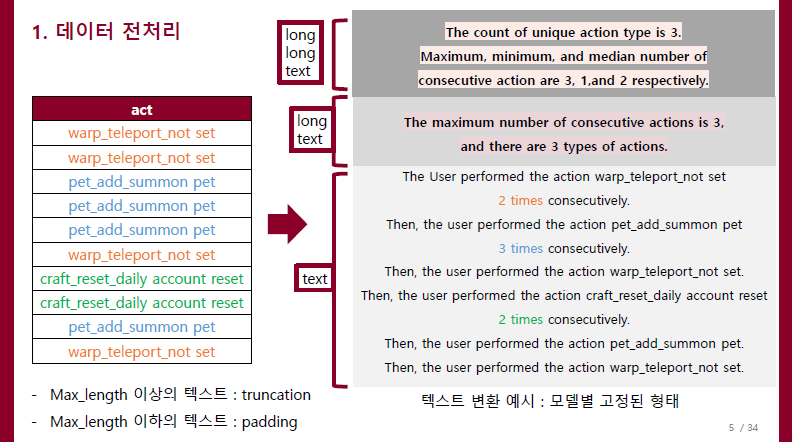 1. 데이터 전처리
act
warp_teleport_not set
warp_teleport_not set
pet_add_summon pet
pet_add_summon pet
pet_add_summon pet
warp_teleport_not set
craft_reset_daily account reset
craft_reset_daily account reset
pet_add_summon pet
warp_teleport_not set
- Max_length 이상의 텍스트 : truncation
- Max_length 이하의 텍스트 : padding
long
long
text
The count of unique action type is 3.
Maximum, minimum, and median number of
consecutive action are 3, 1,and 2 respectively.
long
text
The maximum number of consecutive actions is 3,
and there are 3 types of actions.
text
The User performed the action warp_teleport_not set
2 times consecutively.
Then, the user performed the action pet_add_summon pet
3 times consecutively.
Then, the user performed the action warp_teleport_not set.
Then, the user performed the action craft_reset_daily account reset
2 times consecutively.
Then, the user performed the action pet_add_summon pet.
Then, the user performed the action warp_teleport_not set.
텍스트 변환 예시 : 모델별 고정된 형태
5 / 34